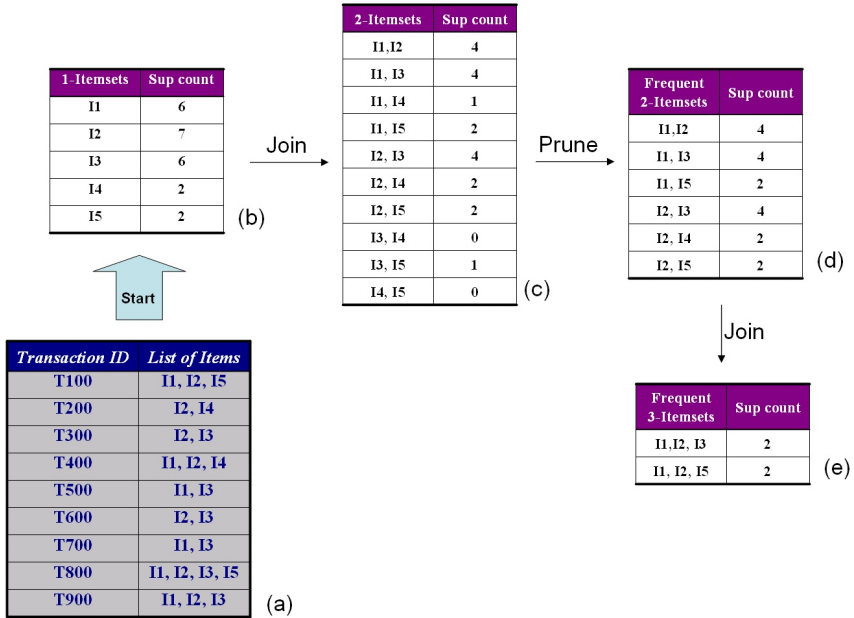 1-Itemsets Sup count
I1 6
I2 7
I3 6
I4 2
I5 2
(b)
Join
2-Itemsets Sup count
I1,I2 4
I1, I3 4
I1, I4 1
I1, I5 2
I2, I3 4
I2, I4 2
I2, I5 2
I3, I4 0
I3, I5 1
I4, I5 0
(c)
Prune
Frequent
2-Itemsets
Sup count
I1,I2 4
I1, I3 4
I1, I5 2
I2, I3 4
I2, I4 2
I2, I5 2
(d)
Join
Frequent
3-Itemsets
Sup count
I1,I2, I3 2
I1, I2, I5 2
(e)
Start
Transaction ID List of Items
T100 I1, I2, I5
T200 I2, I4
T300 I2, I3
T400 I1, I2, I4
T500 I1, I3
T600 I2, I3
T700 I1, I3
T800 I1, I2, I3, I5
T900 I1, I2, I3
(a)